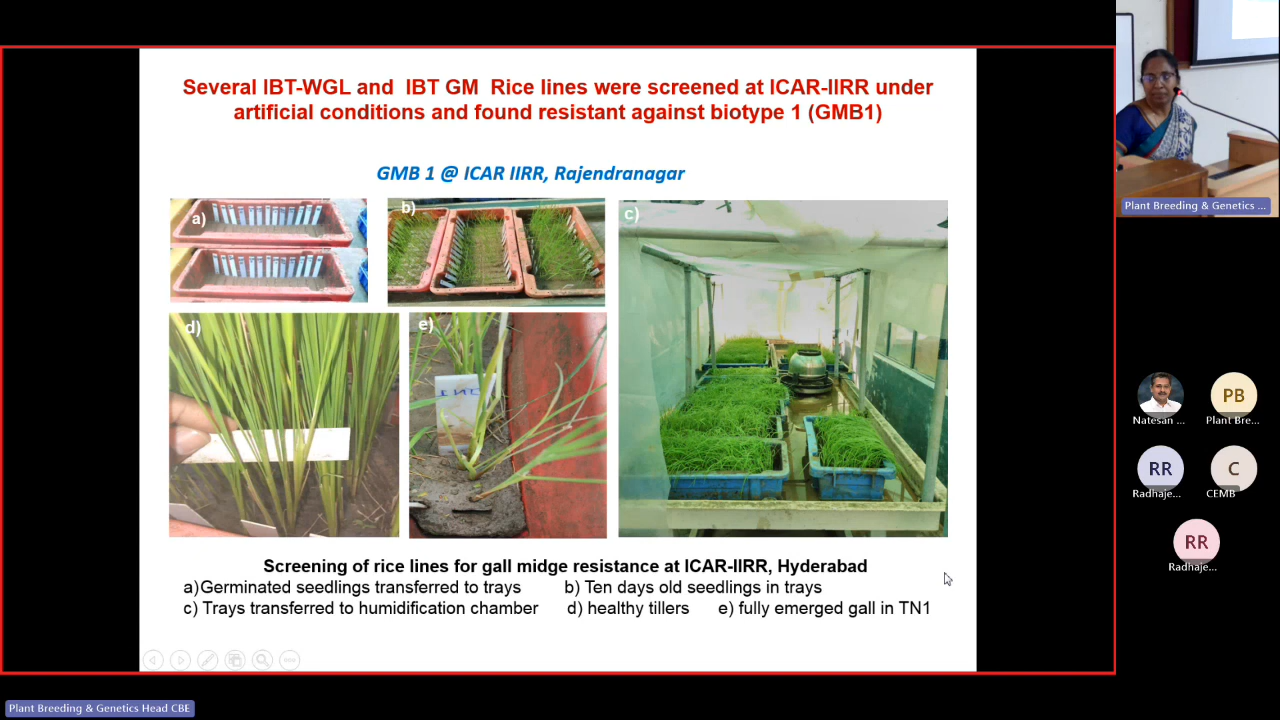 Several IBT-WGL and IBT GM Rice lines were screened at ICAR-IIRR under
artificial conditions and found resistant against biotype 1 (GMB1)
GMB 1 @ ICAR IIRR, Rajendranagar
a)
b)
c)
d)
e)
Screening of rice lines for gall midge resistance at ICAR-IIRR, Hyderabad
a)Germinated seedlings transferred to trays b) Ten days old seedlings in trays
c) Trays transferred to humidification chamber d) healthy tillers e) fully emerged gall in TN1
Plant Breeding & Genetics Head CBE
Plant Breeding & Genetics ...
Natesan ...
PB
Plant Bre...
RR
Radhaje...
C
CEMB
RR
Radhaje...